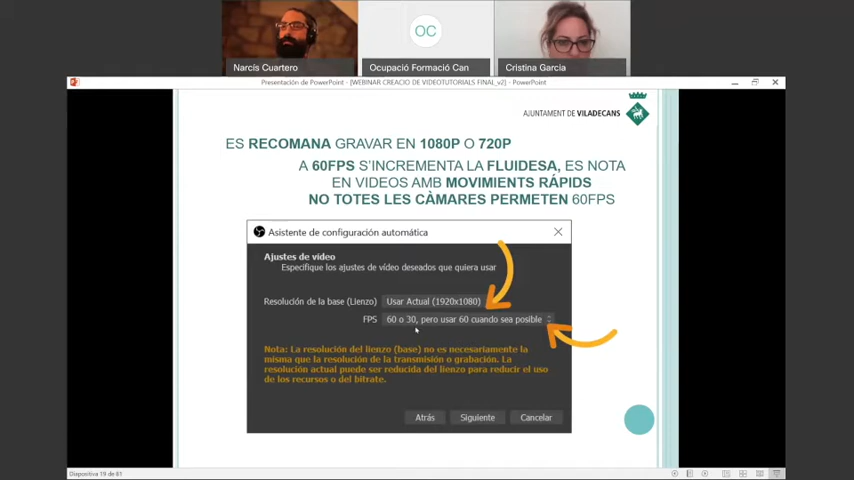 OC
Narcís Cuartero
Ocupació Formació Can
Cristina Garcia
Presentación de PowerPoint - [WEBINAR CREACIO DE VIDEOTUTORIALS FINAL_v2] - PowerPoint
AJUNTAMENT DE VILADECANS
ES RECOMANA GRAVAR EN 1080P O 720P
A 60FPS S'INCREMENTA LA FLUIDESA, ES NOTA
EN VIDEOS AMB MOVIMIENTS RÁPIDS
NO TOTES LES CÀMARES PERMETEN 60FPS
Asistente de configuración automática
Ajustes de video
Especifique los ajustes de vídeo deseados que quiera usar
Resolución de la base (Lienzo) Usar Actual (1920x1080)
FPS 60 o 30, pero usar 60 cuando sea posible
Nota: La resolución del lienzo (base) no es necesariamente la
misma que la resolución de la transmisión o grabación. La
resolución actual puede ser reducida del lienzo para reducir el uso
de los recursos o del bitrate.
Atrás Siguiente Cancelar
Diapositiva 19 de 81